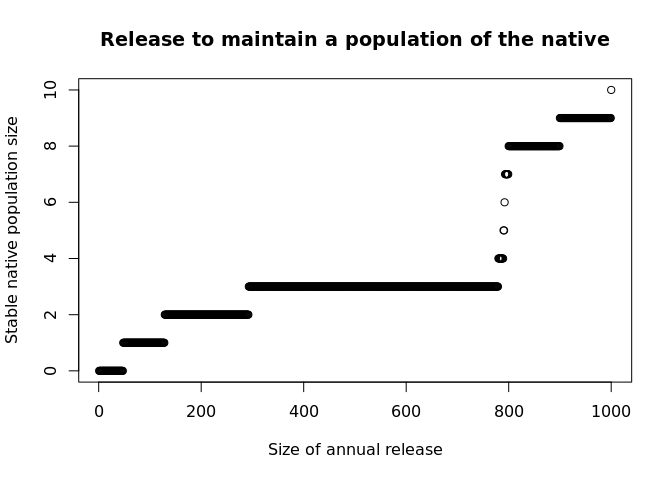 Release to maintain a population of the native
Stable native population size
10
8
6
4
2
0
0 200 400 600 800 1000
Size of annual release